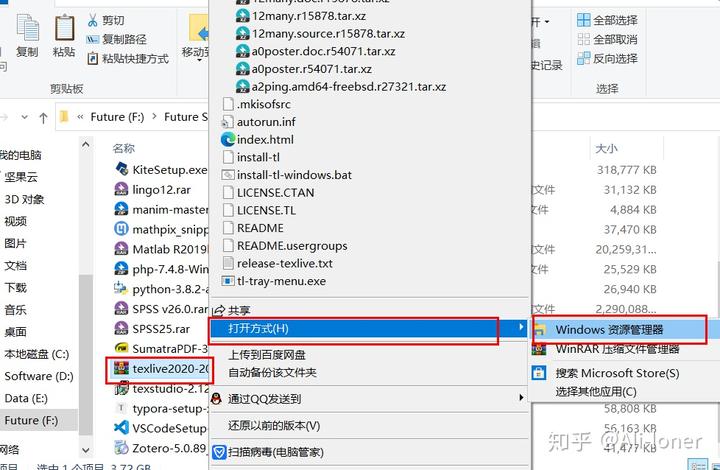 12many.r15878.tar.xz
12many.source.r15878.tar.xz
a0poster.doc.r54071.tar.xz
a0poster.r54071.tar.xz
a2ping.amd64-freebsd.r27321.tar.xz
.mkisofsrc
autorun.inf
index.html
install-tl
install-tl-windows.bat
LICENSE.CTAN
LICENSE.TL
README
README.usergroups
release-texlive.txt
tl-tray-menu.exe
共享
打开方式(H)
上传到百度网盘
自动备份该文件夹
通过QQ发送到
还原以前的版本(V)
扫描病毒(电脑管家)
Windows 资源管理器
WinRAR 压缩文件管理器
搜索 Microsoft Store(S)
选择其他应用(C)
复制
粘贴
剪切
复制路径
粘贴快捷方式
移动到
剪贴板
全部选择
全部取消
反向选择
选择
史记录
Future (F:)
Future S
名称
大小
我的电脑
坚果云
3D 对象
视频
图片
文档
下载
音乐
桌面
本地磁盘 (C:)
Software (D:)
Data (E:)
Future (F:)
网络
KiteSetup.exe
lingo12.rar
manim-master
mathpix_snipp
Matlab R2019
php-7.4.8-Win
python-3.8.2-a
SPSS v26.0.rar
SPSS25.rar
SumatraPDF-3
texlive2020-20
texstudio-2.12
typora-setup-
VSCodeSetup-
Zotero-5.0.89
318,777 KB
31,132 KB
4,884 KB
37,470 KB
20,259,31...
25,529 KB
26,940 KB
2,290,088...
58,808 KB
56,163 KB
41,477 KB
选中 1 个项目 3.72 GB
知乎 @Ali-loner